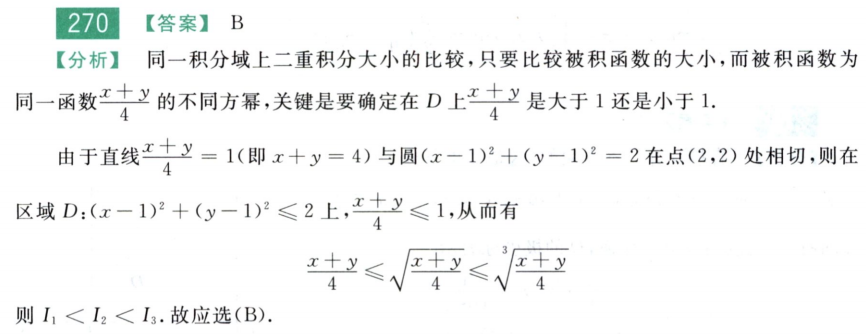 270 【答案】 B
【分析】 同一积分域上二重积分大小的比较,只要比较被积函数的大小,而被积函数为
同一函数$\frac{x+y}{4}$的不同方幂,关键是要确定在 D 上$\frac{x+y}{4}$是大于 1 还是小于 1.
由于直线$\frac{x+y}{4}=1$(即 $x+y=4$) 与圆$(x-1)^2+(y-1)^2=2$ 在点(2,2) 处相切,则在
区域 D:$(x-1)^2+(y-1)^2\leqslant 2$ 上,$\frac{x+y}{4}\leqslant 1$,从而有
$\frac{x+y}{4}\leqslant\sqrt{\frac{x+y}{4}}\leqslant\sqrt[3]{\frac{x+y}{4}}$
则 $I_1<I_2<I_3$.故应选(B).